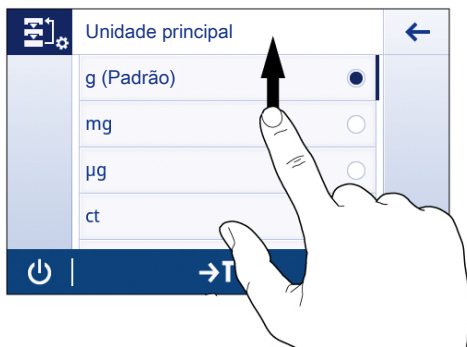 Unidade principal
g (Padrão)
mg
µg
ct
→T